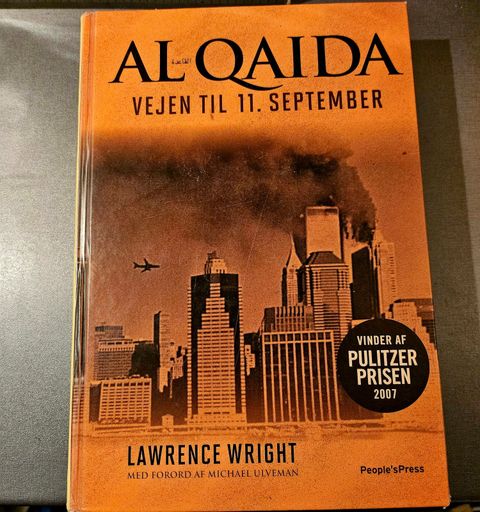 AL QAIDA
VEJEN TIL 11. SEPTEMBER
VINDER AF
PULITZER
PRISEN
2007
LAWRENCE WRIGHT
MED FORORD AF MICHAEL ULVEMAN
People'sPress